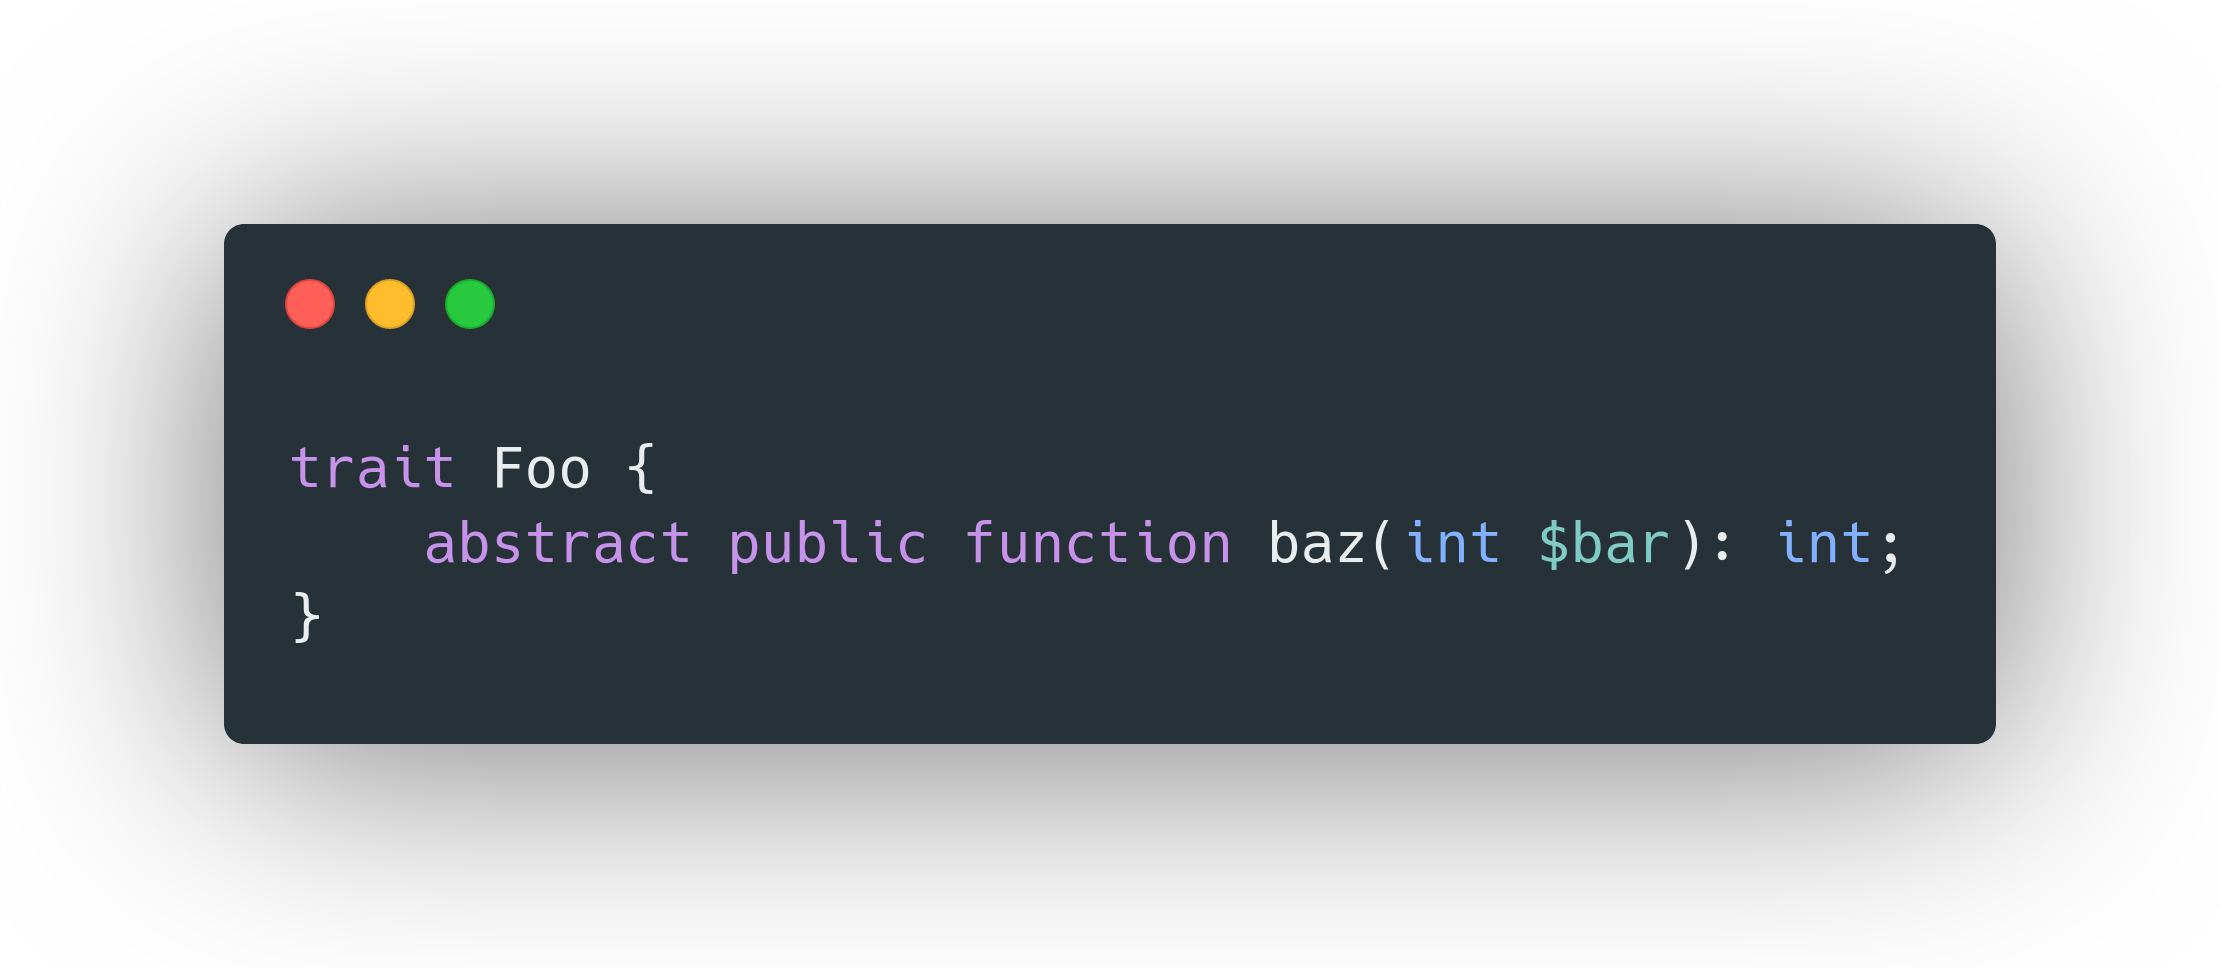 trait Foo {
    abstract public function baz(int $bar): int;
}